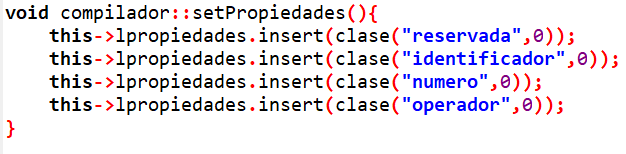 void compilador::setPropiedades(){
    this->lpropiedades.insert(clase("reservada",0));
    this->lpropiedades.insert(clase("identificador",0));
    this->lpropiedades.insert(clase("numero",0));
    this->lpropiedades.insert(clase("operador",0));
}